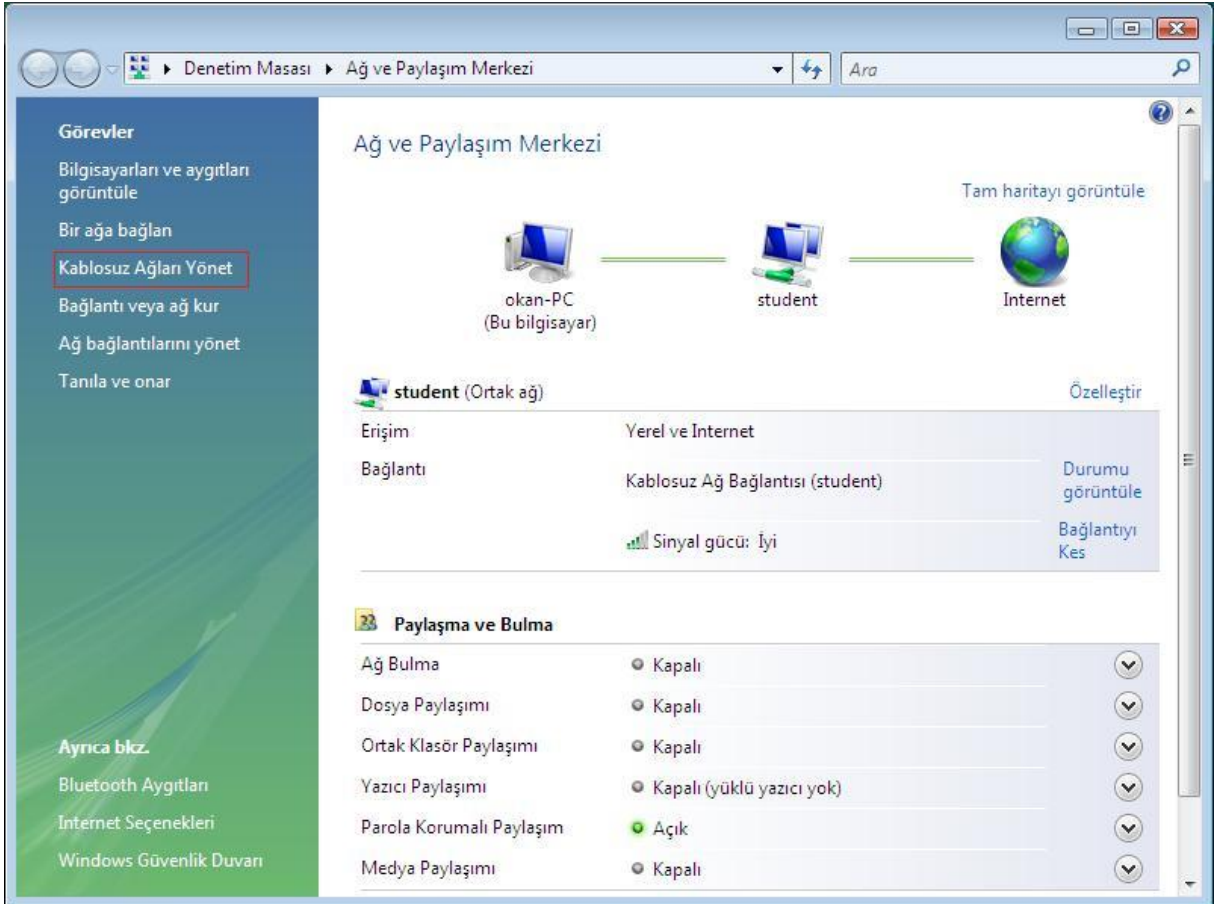 Denetim Masası
Ağ ve Paylaşım Merkezi
Ara
Görevler
Bilgisayarları ve aygıtları
görüntüle
Bir ağa bağlan
Kablosuz Ağları Yönet
Bağlantı veya ağ kur
Ağ bağlantılarını yönet
Tanıla ve onar
Ayrıca bkz.
Bluetooth Aygıtları
Internet Seçenekleri
Windows Güvenlik Duvarı
Ağ ve Paylaşım Merkezi
Tam haritayı görüntüle
okan-PC
(Bu bilgisayar)
student
Internet
student (Ortak ağ)
Özelleştir
Erişim
Yerel ve Internet
Bağlantı
Kablosuz Ağ Bağlantısı (student)
Durumu
görüntüle
Sinyal gücü: İyi
Bağlantıyı
Kes
Paylaşma ve Bulma
Ağ Bulma
Kapalı
Dosya Paylaşımı
Kapalı
Ortak Klasör Paylaşımı
Kapalı
Yazıcı Paylaşımı
Kapalı (yüklü yazıcı yok)
Parola Korumalı Paylaşım
Açık
Medya Paylaşımı
Kapalı